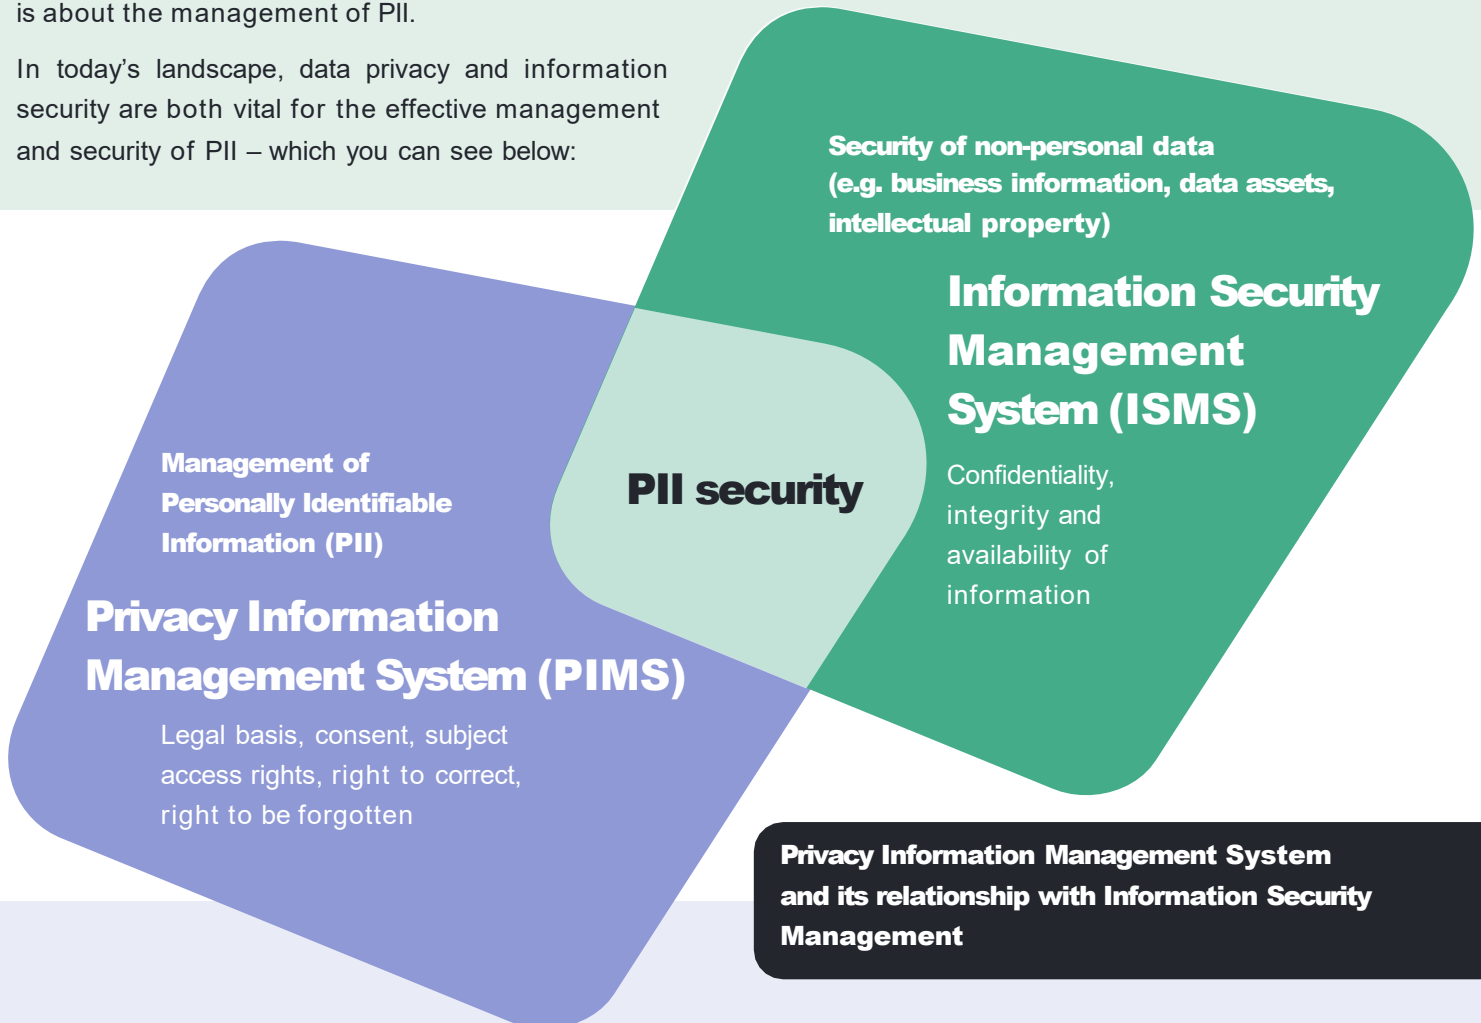 is about the management of PII.
In today’s landscape, data privacy and information
security are both vital for the effective management
and security of PII – which you can see below:
Security of non-personal data
(e.g. business information, data assets,
intellectual property)
Information Security
Management
System (ISMS)
Confidentiality,
integrity and
availability of
information
PII security
Management of
Personally Identifiable
Information (PII)
Privacy Information
Management System (PIMS)
Legal basis, consent, subject
access rights, right to correct,
right to be forgotten
Privacy Information Management System
and its relationship with Information Security
Management